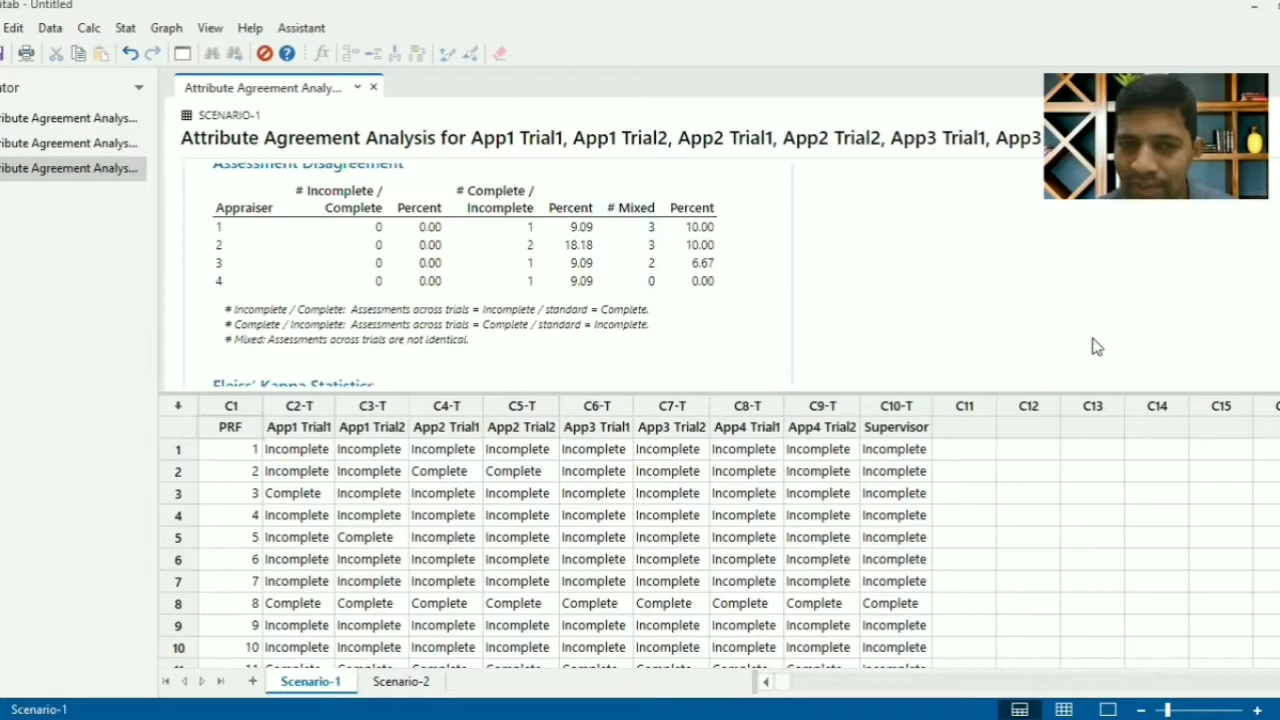 itab - Untitled
Edit Data Calc Stat Graph View Help Assistant
ator
Attribute Agreement Analy...
SCENARIO-1
Attribute Agreement Analysis for App1 Trial1, App1 Trial2, App2 Trial1, App2 Trial2, App3 Trial1, App3
ribute Agreement Analys...
ribute Agreement Analys...
ribute Agreement Analys...
Assessment Disagreement
# Incomplete / # Complete /
Appraiser Complete Percent Incomplete Percent # Mixed Percent
1 0 0.00 1 9.09 3 10.00
2 0 0.00 2 18.18 3 10.00
3 0 0.00 1 9.09 2 6.67
4 0 0.00 1 9.09 0 0.00
# Incomplete / Complete: Assessments across trials = Incomplete / standard = Complete.
# Complete / Incomplete: Assessments across trials = Complete / standard = Incomplete.
# Mixed: Assessments across trials are not identical.
Fleiss' Kappa Statistics
C1 C2-T C3-T C4-T C5-T C6-T C7-T C8-T C9-T C10-T C11 C12 C13 C14 C15 C
PRF App1 Trial1 App1 Trial2 App2 Trial1 App2 Trial2 App3 Trial1 App3 Trial2 App4 Trial1 App4 Trial2 Supervisor
1 1 Incomplete Incomplete Incomplete Incomplete Incomplete Incomplete Incomplete Incomplete Incomplete
2 2 Incomplete Incomplete Complete Complete Incomplete Incomplete Incomplete Incomplete Incomplete
3 3 Complete Incomplete Incomplete Incomplete Incomplete Incomplete Incomplete Incomplete Incomplete
4 4 Incomplete Incomplete Incomplete Incomplete Incomplete Incomplete Incomplete Incomplete Incomplete
5 5 Incomplete Complete Incomplete Incomplete Incomplete Incomplete Incomplete Incomplete Incomplete
6 6 Incomplete Incomplete Incomplete Incomplete Incomplete Incomplete Incomplete Incomplete Incomplete
7 7 Incomplete Incomplete Incomplete Incomplete Incomplete Incomplete Incomplete Incomplete Incomplete
8 8 Complete Complete Complete Complete Complete Complete Complete Complete Complete
9 9 Incomplete Incomplete Incomplete Incomplete Incomplete Incomplete Incomplete Incomplete Incomplete
10 10 Incomplete Incomplete Incomplete Incomplete Incomplete Incomplete Incomplete Incomplete Incomplete
Scenario-1 Scenario-2
Scenario-1